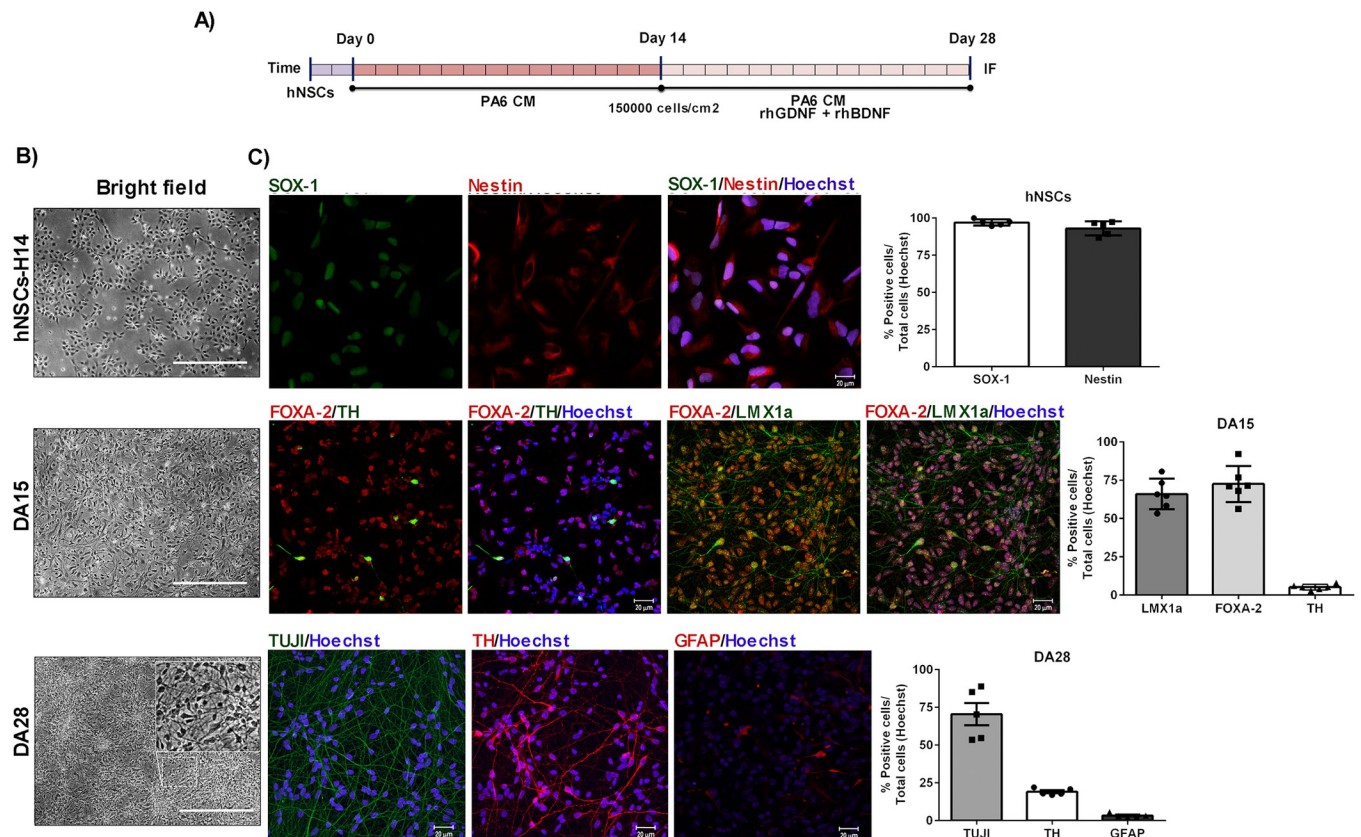 A)
Day 0 Day 14 Day 28
Time IF
hNSCs
PA6 CM 150000 cells/cm2 PA6 CM
rhGDNF + rhBDNF
B)
Bright field
hNSCs-H14
DA15
DA28
C)
SOX-1 Nestin SOX-1/Nestin/Hoechst
20 µm
hNSCs
% Positive cells/
Total cells (Hoechst)
100
75
50
25
0
SOX-1 Nestin
FOXA-2/TH FOXA-2/TH/Hoechst FOXA-2/LMX1a FOXA-2/LMX1a/Hoechst
20 µm 20 µm 20 µm 20 µm
DA15
% Positive cells/
Total cells (Hoechst)
100
75
50
25
0
LMX1a FOXA-2 TH
TUJI/Hoechst TH/Hoechst GFAP/Hoechst
20 µm 20 µm 20 µm
DA28
% Positive cells/
Total cells (Hoechst)
100
75
50
25
0
TUJI TH GFAP